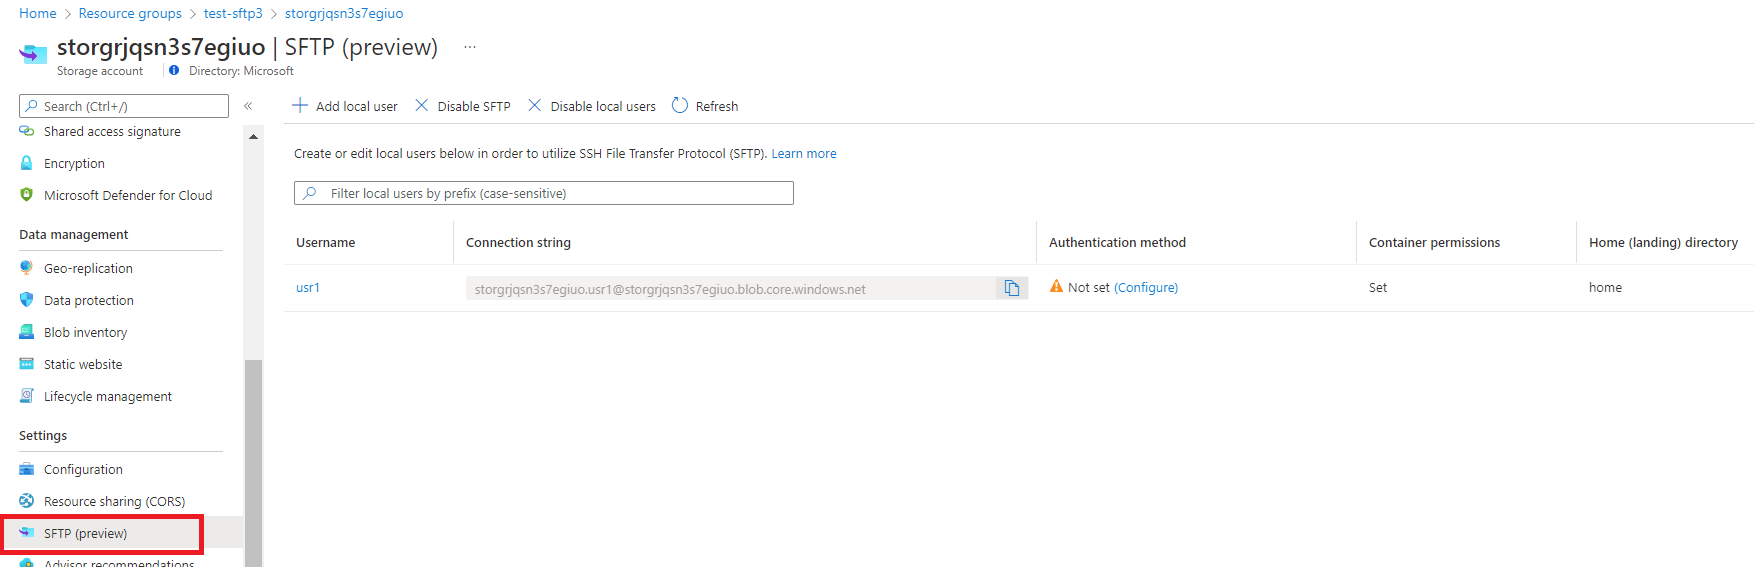 Home > Resource groups > test-sftp3 > storgrjqsn3s7egiuo
storgrjqsn3s7egiuo | SFTP (preview) ...
Storage account
Directory: Microsoft
Search (Ctrl+/)
«
Shared access signature
Encryption
Microsoft Defender for Cloud
Data management
Geo-replication
Data protection
Blob inventory
Static website
Lifecycle management
Settings
Configuration
Resource sharing (CORS)
SFTP (preview)
Advisor recommendations
Add local user
Disable SFTP
Disable local users
Refresh
Create or edit local users below in order to utilize SSH File Transfer Protocol (SFTP). Learn more
Filter local users by prefix (case-sensitive)
Username Connection string Authentication method Container permissions Home (landing) directory
usr1 storgrjqsn3s7egiuo.usr1@storgrjqsn3s7egiuo.blob.core.windows.net Not set (Configure) Set home